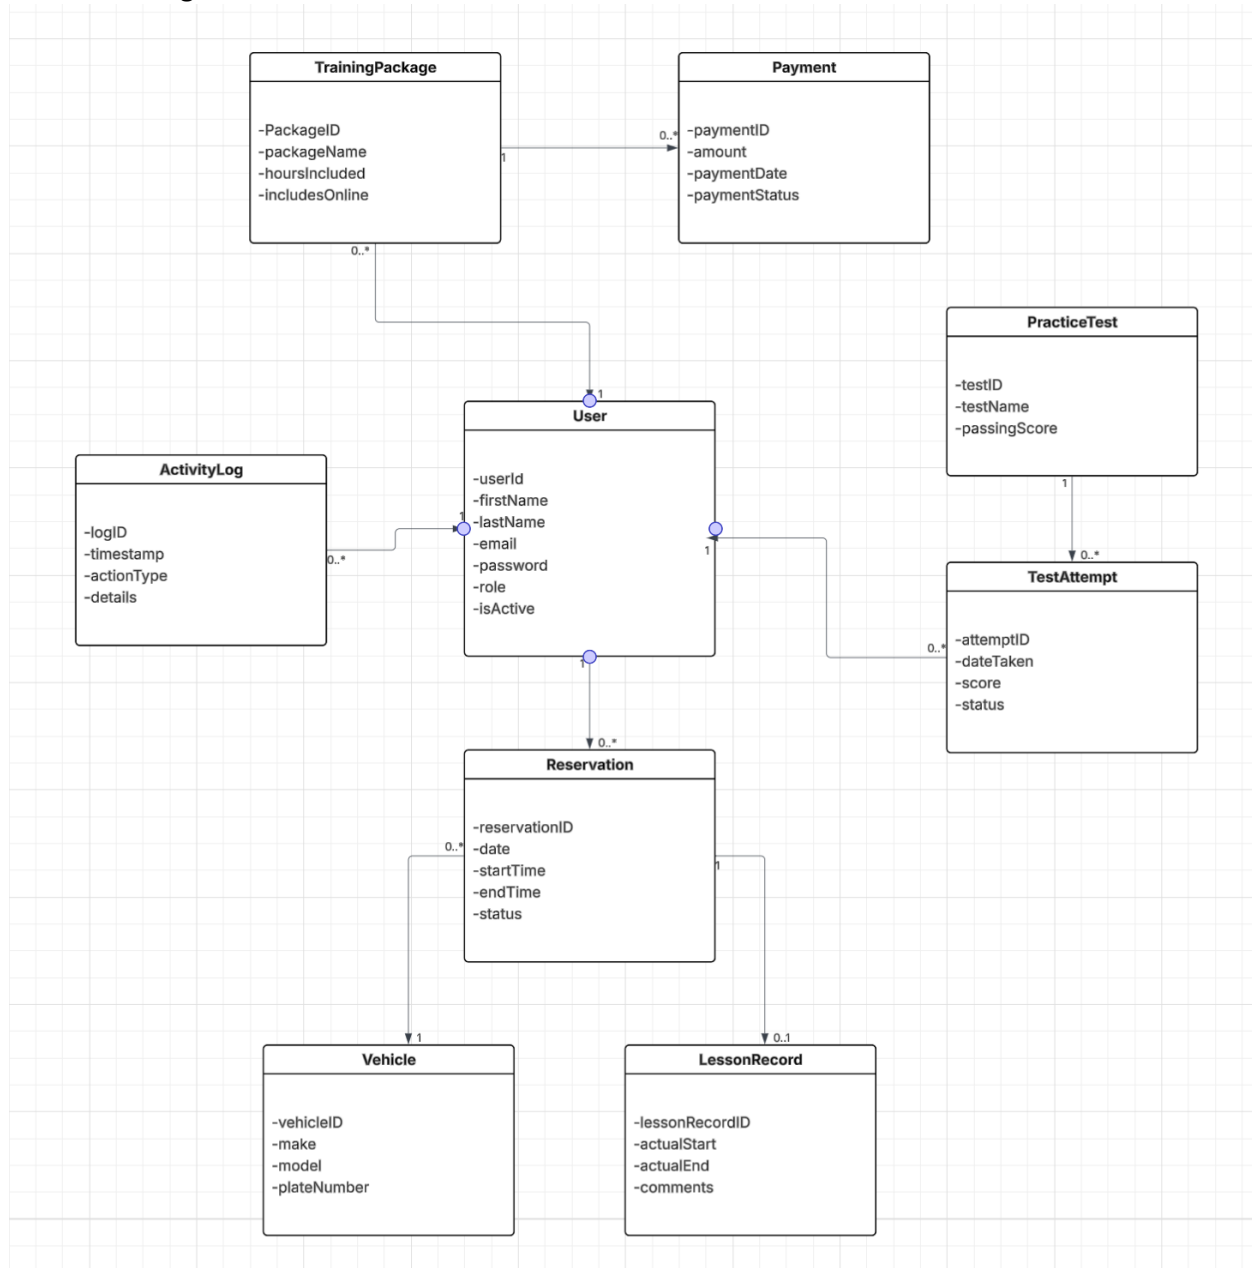 TrainingPackage
-PackageID
-packageName
-hoursIncluded
-includesOnline
1
0..*
Payment
-paymentID
-amount
-paymentDate
-paymentStatus
0..*
1
PracticeTest
-testID
-testName
-passingScore
1
0..*
User
-userId
-firstName
-lastName
-email
-password
-role
-isActive
ActivityLog
-logID
-timestamp
-actionType
-details
0..*
1
1
TestAttempt
-attemptID
-dateTaken
-score
-status
0..*
1
0..*
Reservation
-reservationID
-date
-startTime
-endTime
-status
0..*
1
1
0..1
Vehicle
-vehicleID
-make
-model
-plateNumber
LessonRecord
-lessonRecordID
-actualStart
-actualEnd
-comments